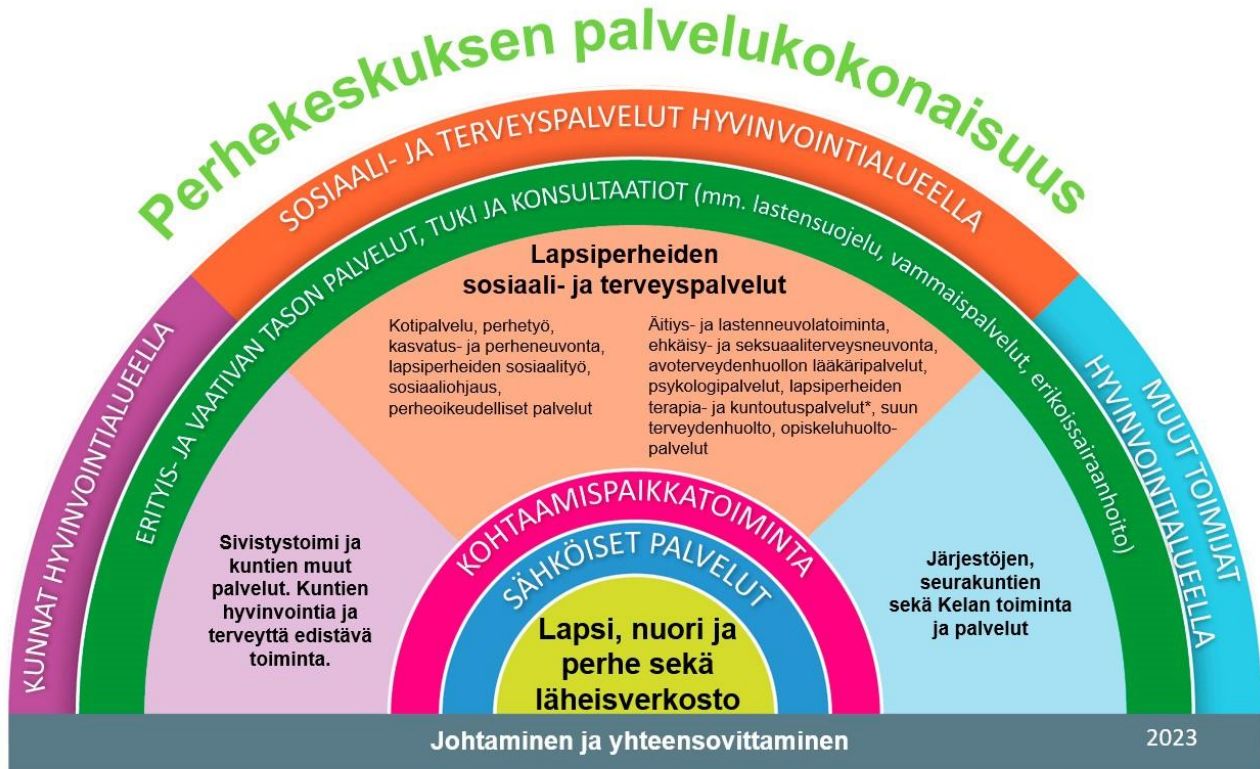 Perhekeskuksen palvelukokonaisuus
SOSIAALI- JA TERVEYSPALVELUT HYVINVOINTIALUEELLA
KUNNAT HYVINVOINTIALUEELLA
MUUT TOIMIJAT
HYVINVOINTIALUEELLA
ERITYIS- JA VAATIVAN TASON PALVELUT, TUKI JA KONSULTAATIOT (mm. lastensuojelu, vammaispalvelut, erikoissairaanhoito)
Lapsiperheiden
sosiaali- ja terveyspalvelut
Kotipalvelu, perhetyö,
kasvatus- ja perheneuvonta,
lapsiperheiden sosiaalityö,
sosiaaliohjaus,
perheoikeudelliset palvelut
Äitiys- ja lastenneuvolatoiminta,
ehkäisy- ja seksuaaliterveysneuvonta,
avoterveydenhuollon lääkäripalvelut,
psykologipalvelut, lapsiperheiden
terapia- ja kuntoutuspalvelut*, suun
terveydenhuolto, opiskeluhuolto-
palvelut
Sivistystoimi ja
kuntien muut
palvelut. Kuntien
hyvinvointia ja
terveyttä edistävä
toiminta.
Järjestöjen,
seurakuntien
sekä Kelan toiminta
ja palvelut
KOHTAAMISPAIKKATOIMINTA
SÄHKÖISET PALVELUT
Lapsi, nuori ja
perhe sekä
läheisverkosto
Johtaminen ja yhteensovittaminen
2023